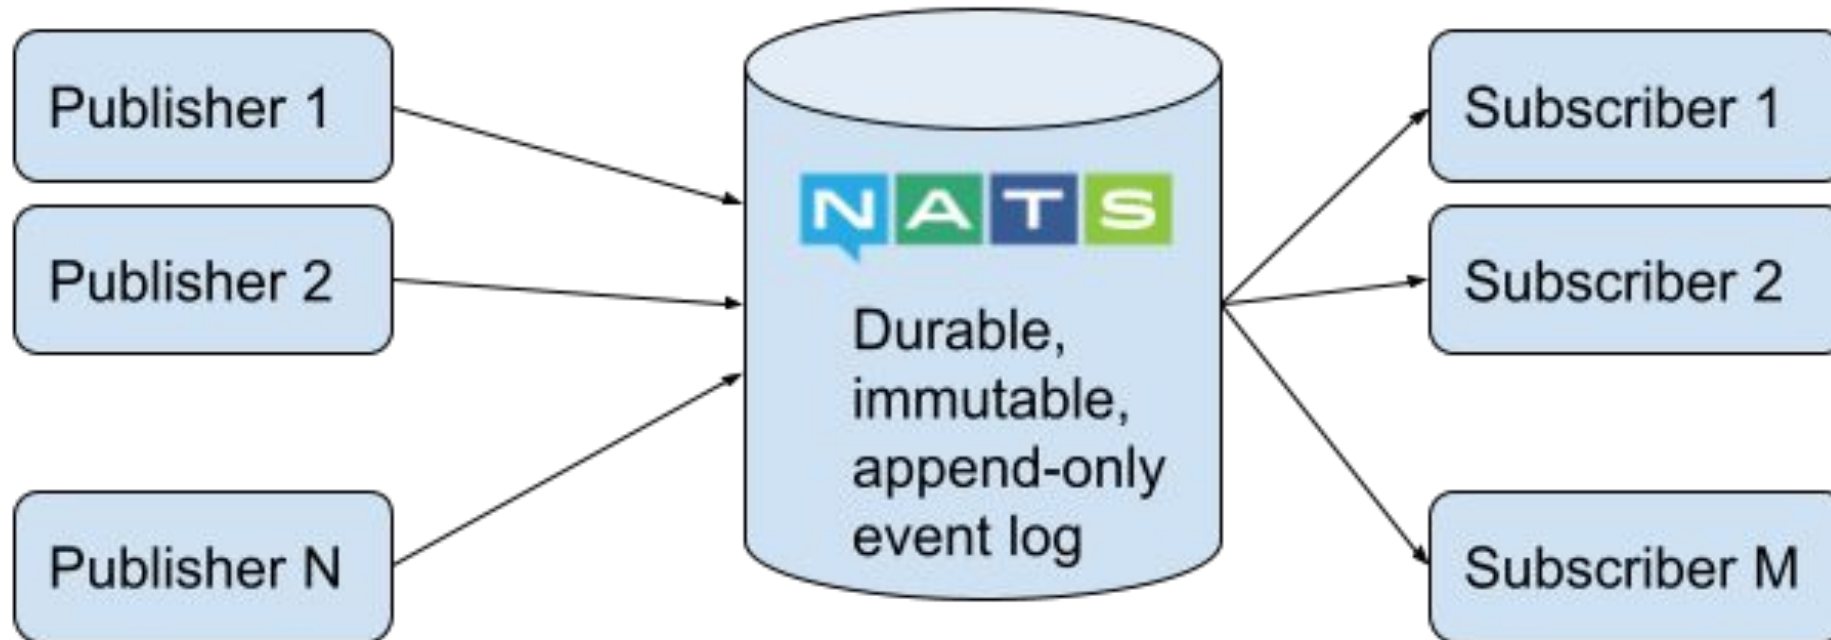 Publisher 1
Publisher 2
Publisher N
NATS
Durable,
immutable,
append-only
event log
Subscriber 1
Subscriber 2
Subscriber M